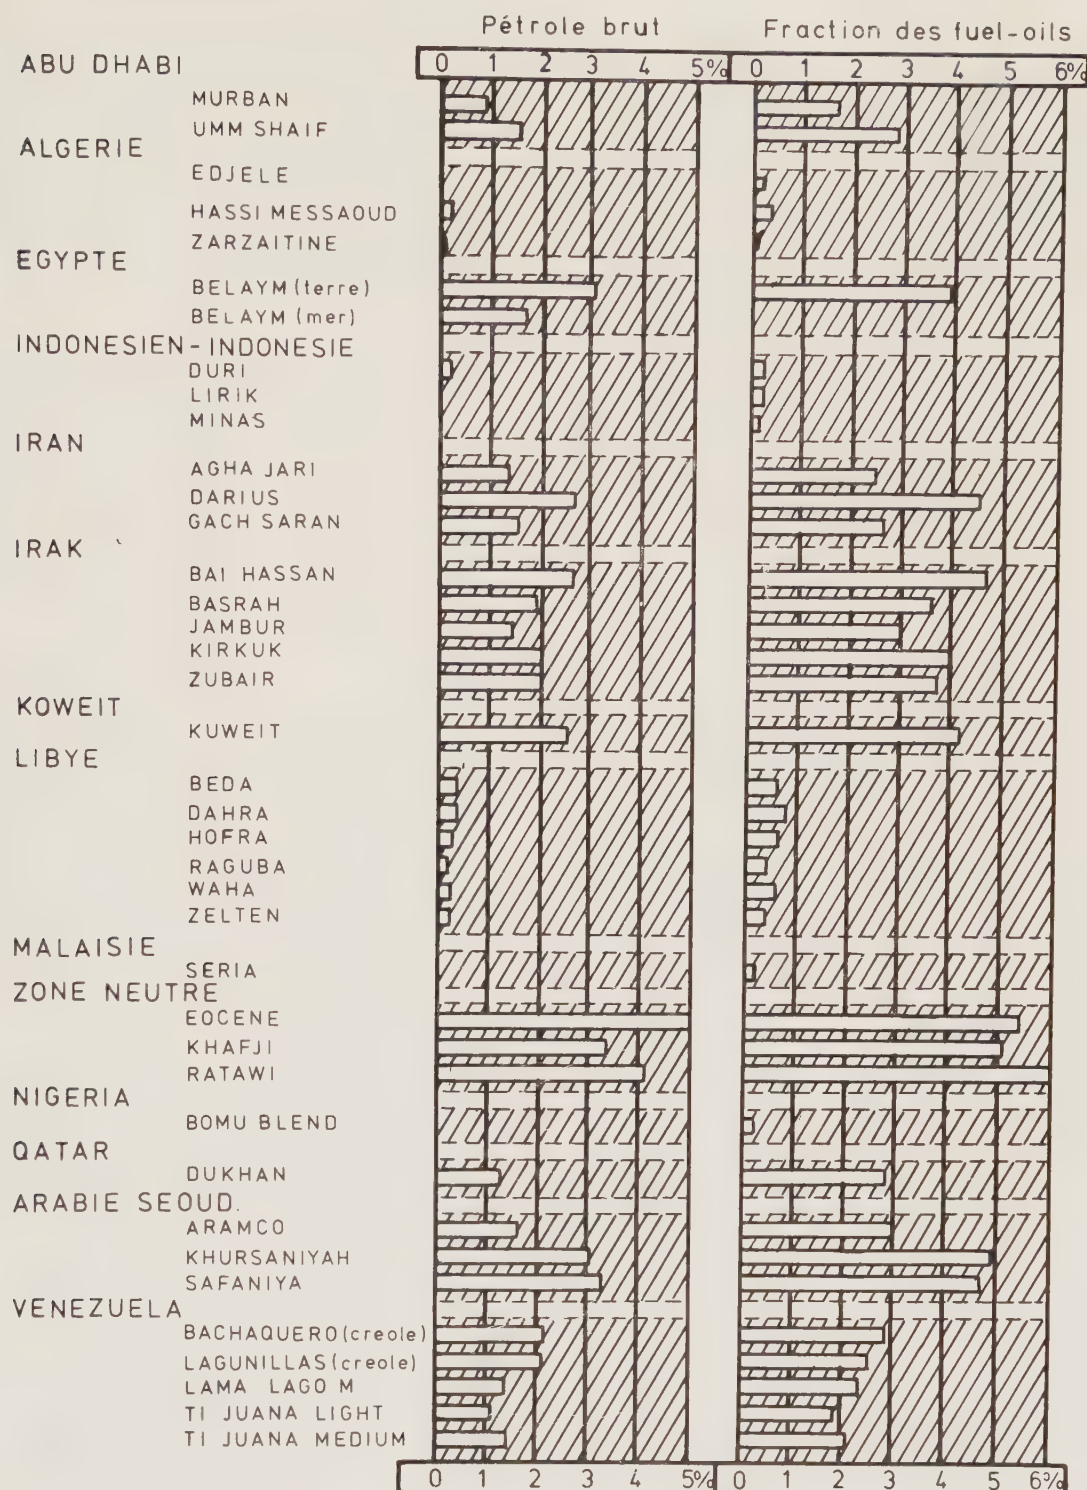 Pétrole brut Fraction des fuel-oils
0 1 2 3 4 5% 0 1 2 3 4 5 6%
ABU DHABI
MURBAN
UMM SHAIF
ALGERIE
EDJELE
HASSI MESSAOUD
ZARZAITINE
EGYPTE
BELAYM (terre)
BELAYM (mer)
INDONESIEN-INDONESIE
DURI
LIRIK
MINAS
IRAN
AGHA JARI
DARIUS
GACH SARAN
IRAK
BAI HASSAN
BASRAH
JAMBUR
KIRKUK
ZUBAIR
KOWEIT
KUWEIT
LIBYE
BEDA
DAHRA
HOFRA
RAGUBA
WAHA
ZELTEN
MALAISIE
SERIA
ZONE NEUTRE
EOCENE
KHAFJI
RATAWI
NIGERIA
BOMU BLEND
QATAR
DUKHAN
ARABIE SEOUD.
ARAMCO
KHURSANIYAH
SAFANIYA
VENEZUELA
BACHAQUERO (creole)
LAGUNILLAS (creole)
LAMA LAGO M
TI JUANA LIGHT
TI JUANA MEDIUM
0 1 2 3 4 5% 0 1 2 3 4 5 6%